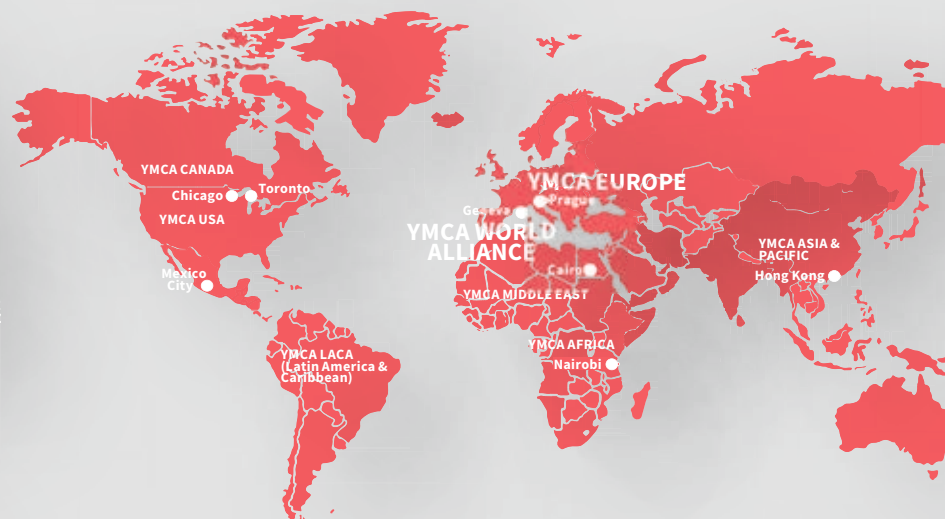 YMCA CANADA
Chicago
Toronto
YMCA USA
Mexico
City
YMCA LACA
(Latin America &
Caribbean)
YMCA EUROPE
Prague
Geneva
YMCA WORLD
ALLIANCE
Cairo
YMCA MIDDLE EAST
YMCA AFRICA
Nairobi
YMCA ASIA &
PACIFIC
Hong Kong